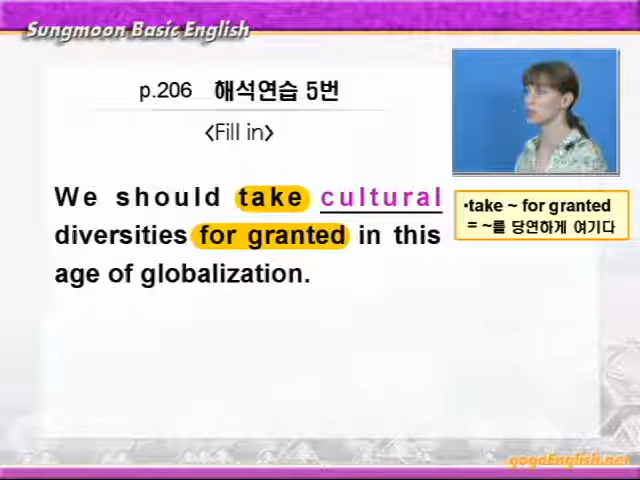 Sungmoon Basic English
p.206 해석연습 5번
<Fill in>
We should take cultural
diversities for granted in this
age of globalization.
•take ~ for granted
= ~를 당연하게 여기다
gogoEnglish.net